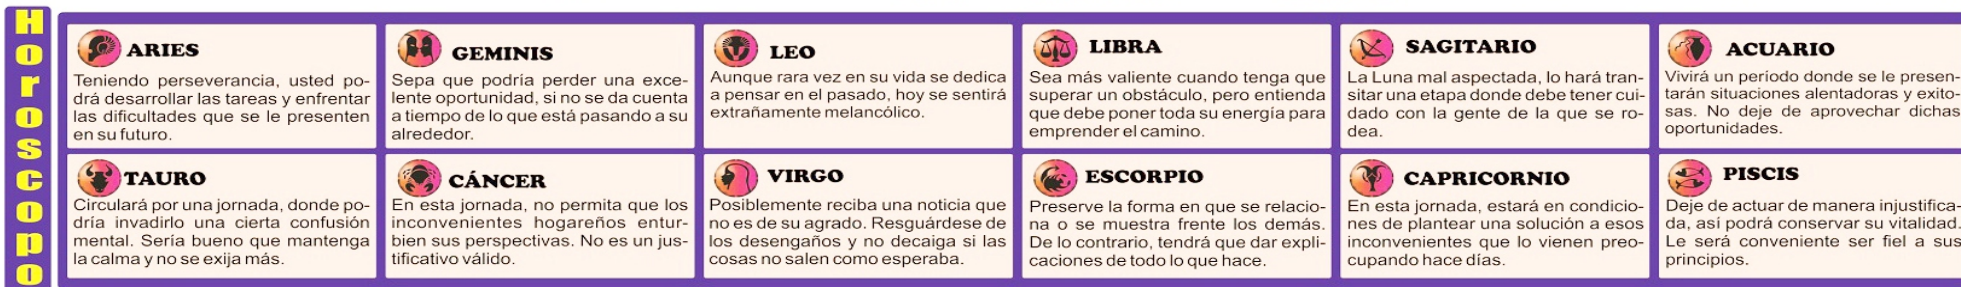 Horoscopo
ARIES
Teniendo perseverancia, usted po-
drá desarrollar las tareas y enfrentar
las dificultades que se le presenten
en su futuro.
GEMINIS
Sepa que podría perder una exce-
lente oportunidad, si no se da cuenta
a tiempo de lo que está pasando a su
alrededor.
LEO
Aunque rara vez en su vida se dedica
a pensar en el pasado, hoy se sentirá
extrañamente melancólico.
LIBRA
Sea más valiente cuando tenga que
superar un obstáculo, pero entienda
que debe poner toda su energía para
emprender el camino.
SAGITARIO
La Luna mal aspectada, lo hará tran-
sitar una etapa donde debe tener cui-
dado con la gente de la que se ro-
dea.
ACUARIO
Vivirá un período donde se le presen-
tarán situaciones alentadoras y exito-
sas. No deje de aprovechar dichas
oportunidades.
TAURO
Circulará por una jornada, donde po-
dría invadirlo una cierta confusión
mental. Sería bueno que mantenga
la calma y no se exija más.
CÁNCER
En esta jornada, no permita que los
inconvenientes hogareños entur-
bien sus perspectivas. No es un jus-
tificativo válido.
VIRGO
Posiblemente reciba una noticia que
no es de su agrado. Resguárdese de
los desengaños y no decaiga si las
cosas no salen como esperaba.
ESCORPIO
Preserve la forma en que se relacio-
na o se muestra frente los demás.
De lo contrario, tendrá que dar expli-
caciones de todo lo que hace.
CAPRICORNIO
En esta jornada, estará en condicio-
nes de plantear una solución a esos
inconvenientes que lo vienen preo-
cupando hace días.
PISCIS
Deje de actuar de manera injustifica-
da, así podrá conservar su vitalidad.
Le será conveniente ser fiel a sus
principios.